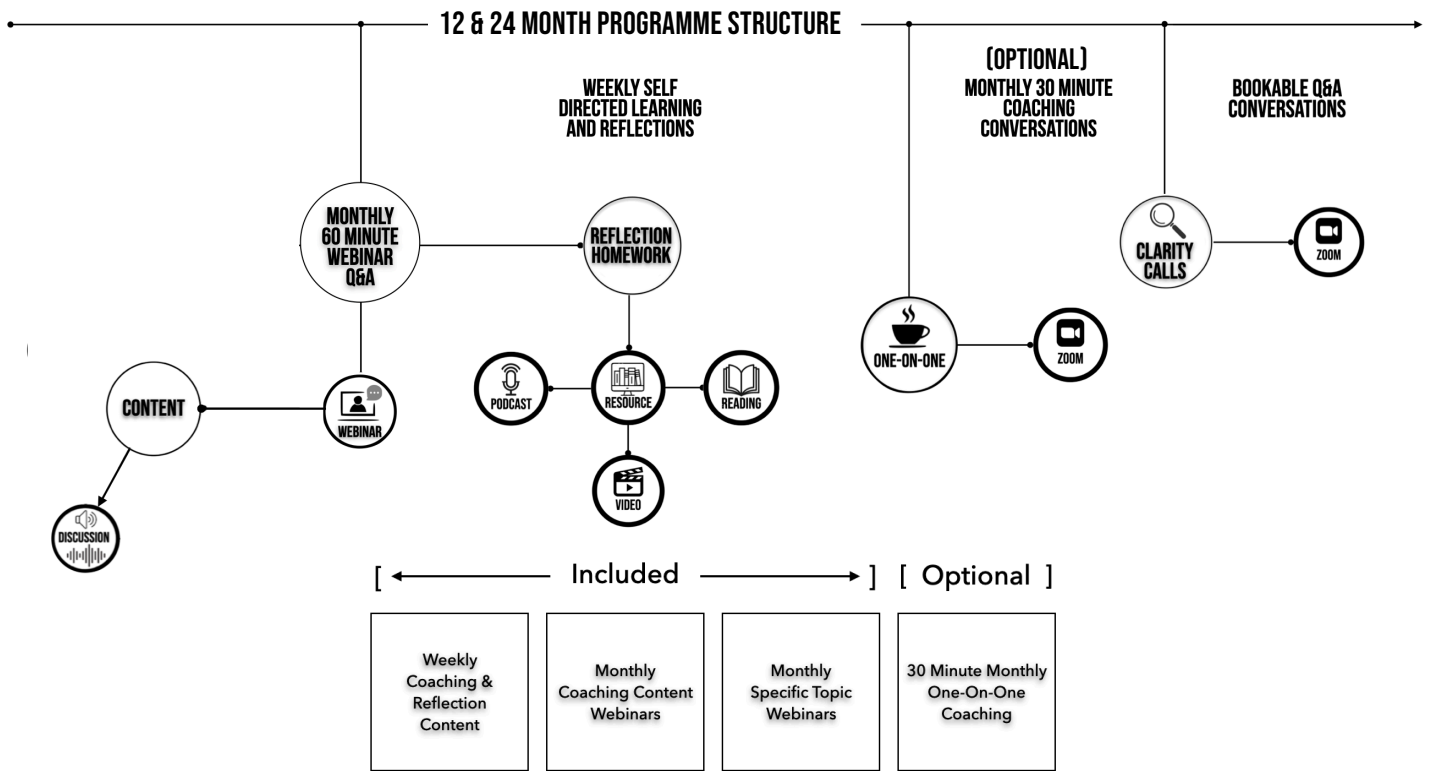 12 & 24 MONTH PROGRAMME STRUCTURE
WEEKLY SELF
DIRECTED LEARNING
AND REFLECTIONS
(OPTIONAL)
MONTHLY 30 MINUTE
COACHING
CONVERSATIONS
BOOKABLE Q&A
CONVERSATIONS
MONTHLY
60 MINUTE
WEBINAR
Q&A
REFLECTION
HOMEWORK
CLARITY
CALLS
ZOOM
ONE-ON-ONE
ZOOM
CONTENT
WEBINAR
PODCAST
RESOURCE
READING
VIDEO
DISCUSSION
[ Included ] [ Optional ]
Weekly
Coaching &
Reflection
Content
Monthly
Coaching Content
Webinars
Monthly
Specific Topic
Webinars
30 Minute Monthly
One-On-One
Coaching